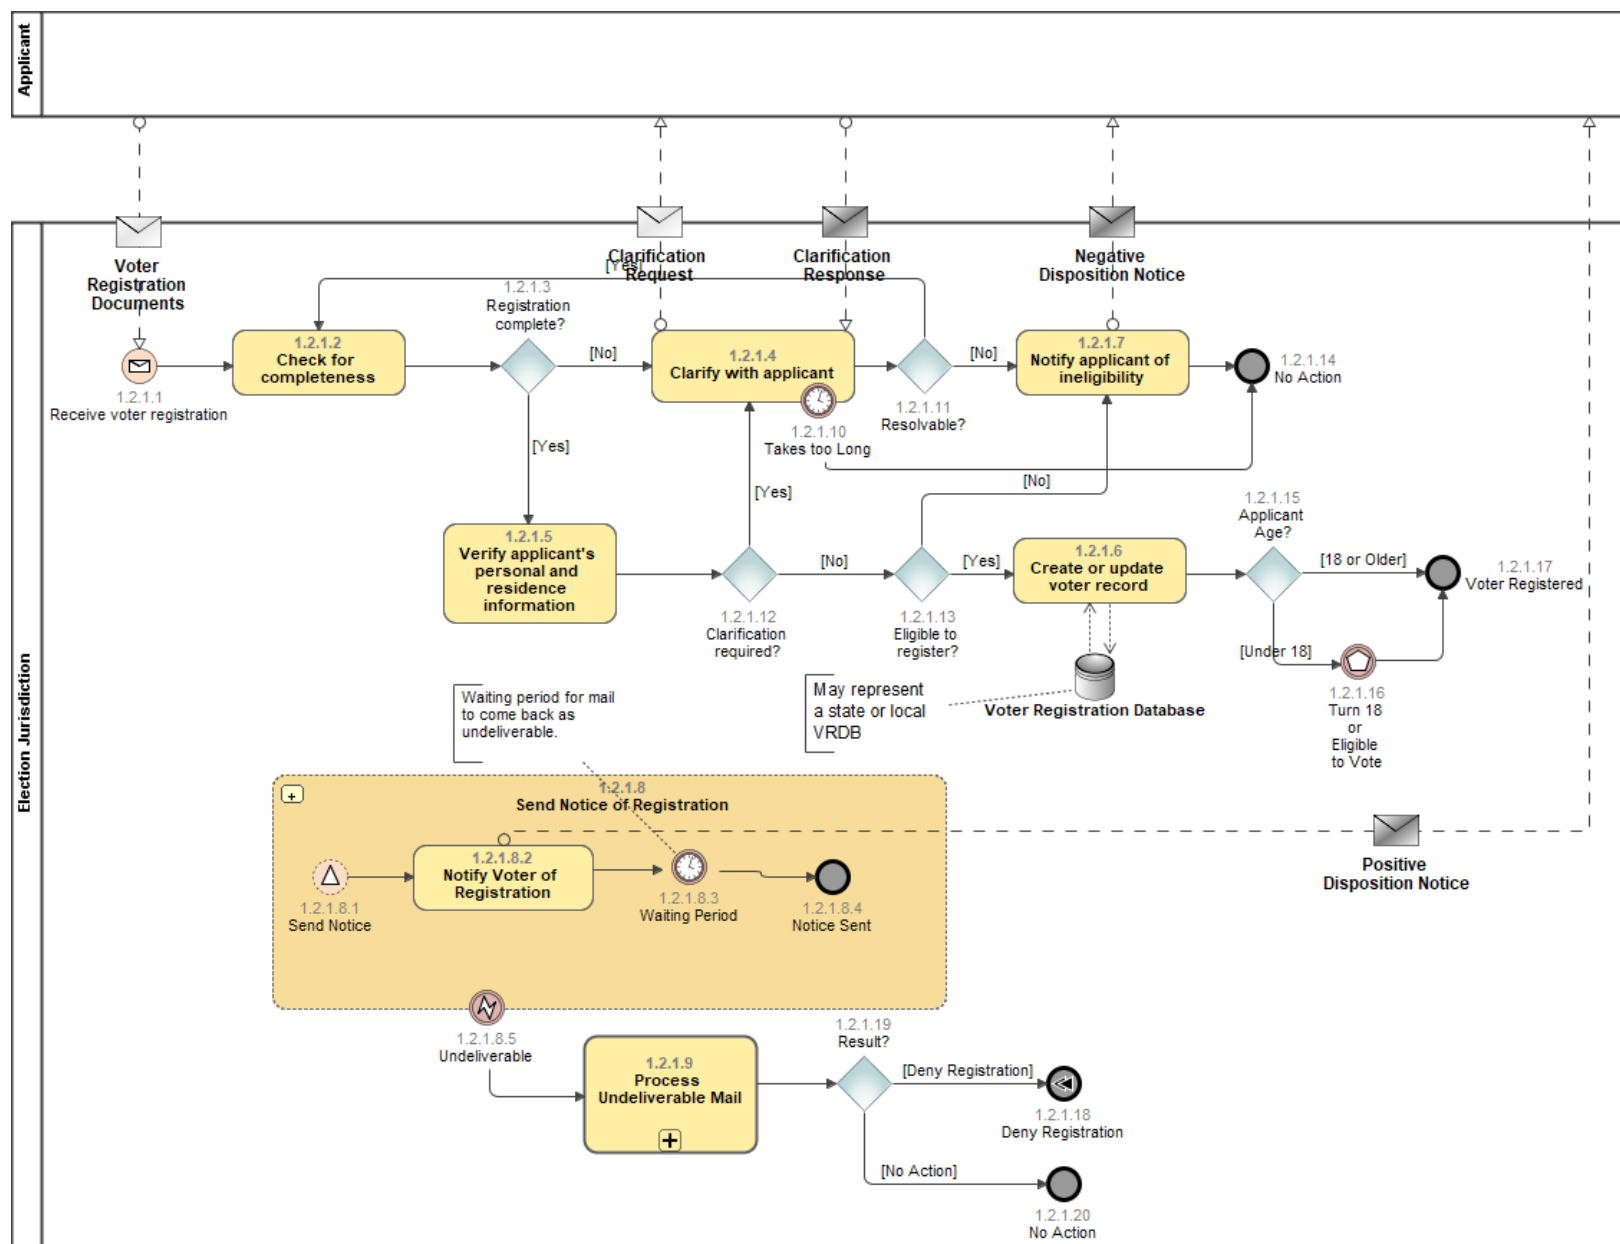 Applicant
Election Jurisdiction
Voter
Registration
Documents
Clarification
Request
Clarification
Response
Negative
Disposition Notice
[Yes]
1.2.1.1
Receive voter registration
1.2.1.2
Check for
completeness
1.2.1.3
Registration
complete?
[No]
[Yes]
1.2.1.4
Clarify with applicant
1.2.1.10
Takes too Long
1.2.1.11
Resolvable?
[No]
1.2.1.7
Notify applicant of
ineligibility
1.2.1.14
No Action
1.2.1.5
Verify applicant's
personal and
residence
information
[Yes]
1.2.1.12
Clarification
required?
[No]
1.2.1.13
Eligible to
register?
[No]
[Yes]
1.2.1.6
Create or update
voter record
1.2.1.15
Applicant
Age?
[18 or Older]
1.2.1.17
Voter Registered
[Under 18]
1.2.1.16
Turn 18
or
Eligible
to Vote
Voter Registration Database
May represent
a state or local
VRDB
Waiting period for mail
to come back as
undeliverable.
1.2.1.8
Send Notice of Registration
1.2.1.8.1
Send Notice
1.2.1.8.2
Notify Voter of
Registration
1.2.1.8.3
Waiting Period
1.2.1.8.4
Notice Sent
Positive
Disposition Notice
1.2.1.8.5
Undeliverable
1.2.1.9
Process
Undeliverable Mail
1.2.1.19
Result?
[Deny Registration]
1.2.1.18
Deny Registration
[No Action]
1.2.1.20
No Action